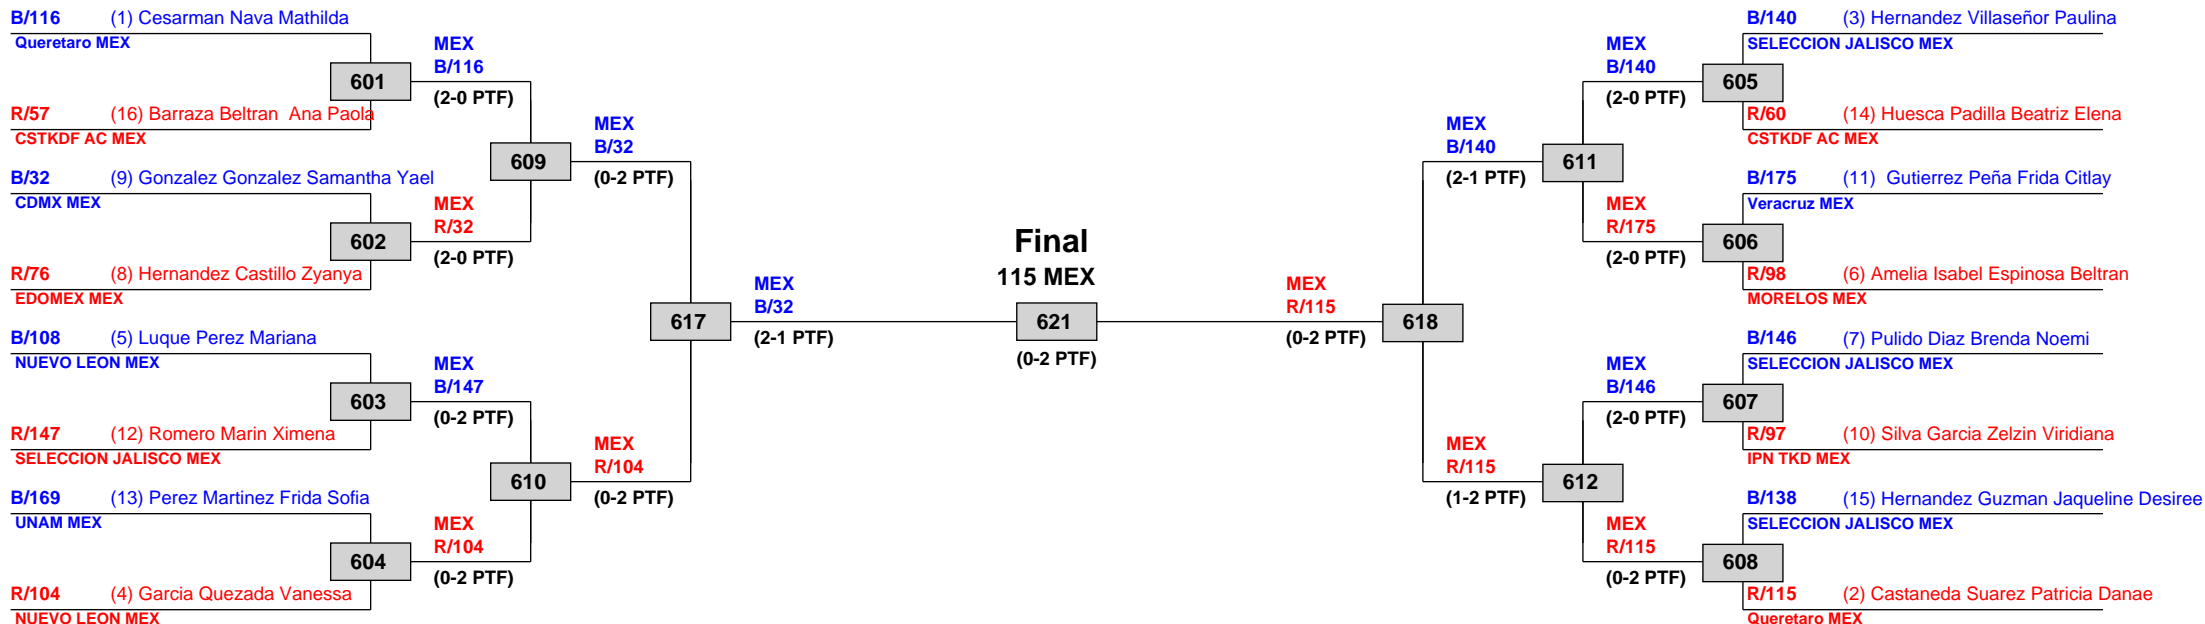 B/116 (1) Cesarman Nava Mathilda
Queretaro MEX
601
R/57 (16) Barraza Beltran  Ana Paola
CSTKDF AC MEX
MEX
B/116
(2-0 PTF)
B/32 (9) Gonzalez Gonzalez Samantha Yael
CDMX MEX
602
R/76 (8) Hernandez Castillo Zyanya
EDOMEX MEX
MEX
R/32
(2-0 PTF)
609
MEX
B/32
(0-2 PTF)
B/108 (5) Luque Perez Mariana
NUEVO LEON MEX
603
R/147 (12) Romero Marin Ximena
SELECCION JALISCO MEX
MEX
B/147
(0-2 PTF)
B/169 (13) Perez Martinez Frida Sofia
UNAM MEX
604
R/104 (4) Garcia Quezada Vanessa
NUEVO LEON MEX
MEX
R/104
(0-2 PTF)
610
MEX
R/104
(0-2 PTF)
617
MEX
B/32
(2-1 PTF)
Final
115 MEX
621
(0-2 PTF)
MEX
R/115
(0-2 PTF)
618
MEX
B/140
(2-1 PTF)
611
MEX
B/140
(2-0 PTF)
B/140 (3) Hernandez Villaseñor Paulina
SELECCION JALISCO MEX
605
R/60 (14) Huesca Padilla Beatriz Elena
CSTKDF AC MEX
MEX
R/175
(2-0 PTF)
B/175 (11)  Gutierrez Peña Frida Citlay
Veracruz MEX
606
R/98 (6) Amelia Isabel Espinosa Beltran
MORELOS MEX
MEX
R/115
(1-2 PTF)
612
MEX
B/146
(2-0 PTF)
B/146 (7) Pulido Diaz Brenda Noemi
SELECCION JALISCO MEX
607
R/97 (10) Silva Garcia Zelzin Viridiana
IPN TKD MEX
MEX
R/115
(0-2 PTF)
B/138 (15) Hernandez Guzman Jaqueline Desiree
SELECCION JALISCO MEX
608
R/115 (2) Castaneda Suarez Patricia Danae
Queretaro MEX